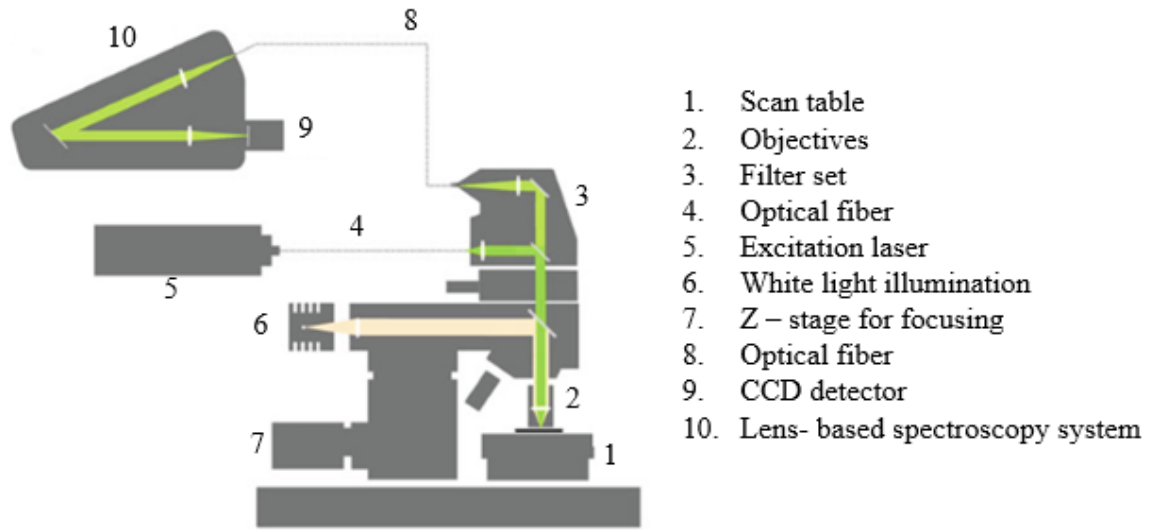 8
10
9
3
4
5
6
2
7
1
1. Scan table
2. Objectives
3. Filter set
4. Optical fiber
5. Excitation laser
6. White light illumination
7. Z – stage for focusing
8. Optical fiber
9. CCD detector
10. Lens- based spectroscopy system